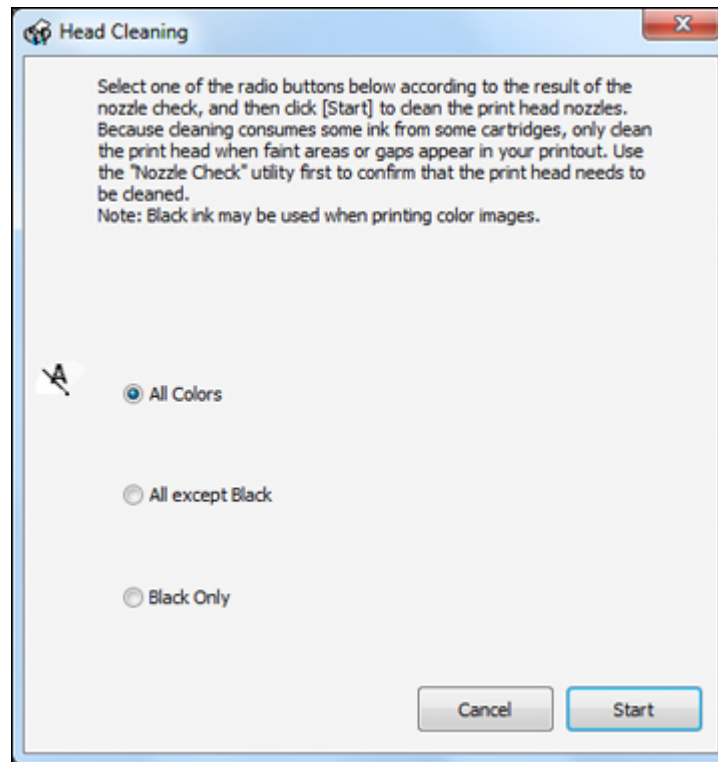 Head Cleaning
Select one of the radio buttons below according to the result of the
nozzle check, and then click [Start] to clean the print head nozzles.
Because cleaning consumes some ink from some cartridges, only clean
the print head when faint areas or gaps appear in your printout. Use
the "Nozzle Check" utility first to confirm that the print head needs to
be cleaned.
Note: Black ink may be used when printing color images.
A
All Colors
All except Black
Black Only
Cancel
Start